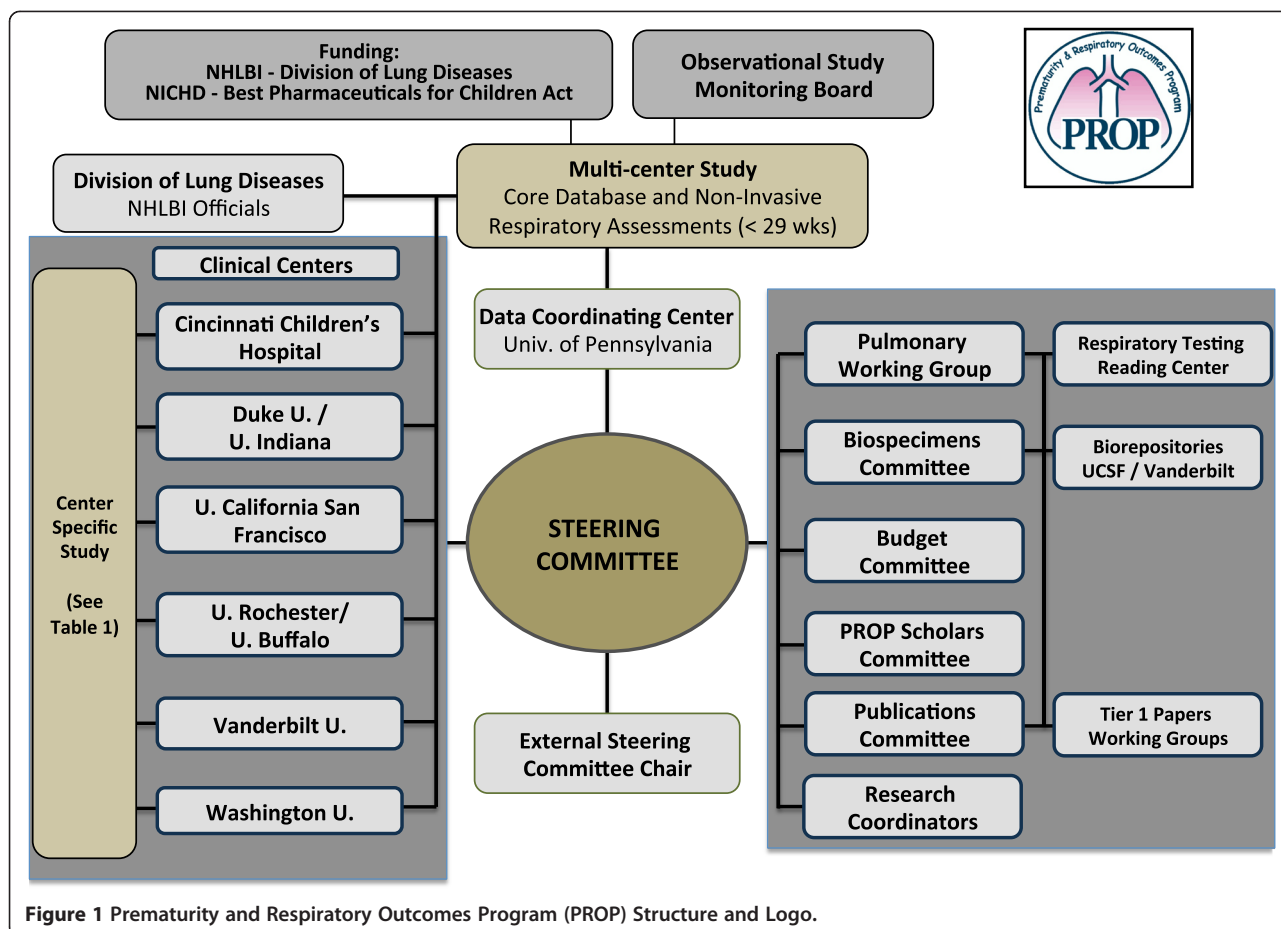 Funding:
NHLBI - Division of Lung Diseases
NICHD - Best Pharmaceuticals for Children Act
Observational Study
Monitoring Board
Prematurity & Respiratory Outcomes Program
PROP
Division of Lung Diseases
NHLBI Officials
Multi-center Study
Core Database and Non-Invasive
Respiratory Assessments (< 29 wks)
Clinical Centers
Center
Specific
Study
(See
Table 1)
Cincinnati Children's
Hospital
Duke U. /
U. Indiana
U. California San
Francisco
U. Rochester/
U. Buffalo
Vanderbilt U.
Washington U.
Data Coordinating Center
Univ. of Pennsylvania
STEERING
COMMITTEE
External Steering
Committee Chair
Pulmonary
Working Group
Respiratory Testing
Reading Center
Biospecimens
Committee
Biorepositories
UCSF / Vanderbilt
Budget
Committee
PROP Scholars
Committee
Publications
Committee
Tier 1 Papers
Working Groups
Research
Coordinators
Figure 1 Prematurity and Respiratory Outcomes Program (PROP) Structure and Logo.